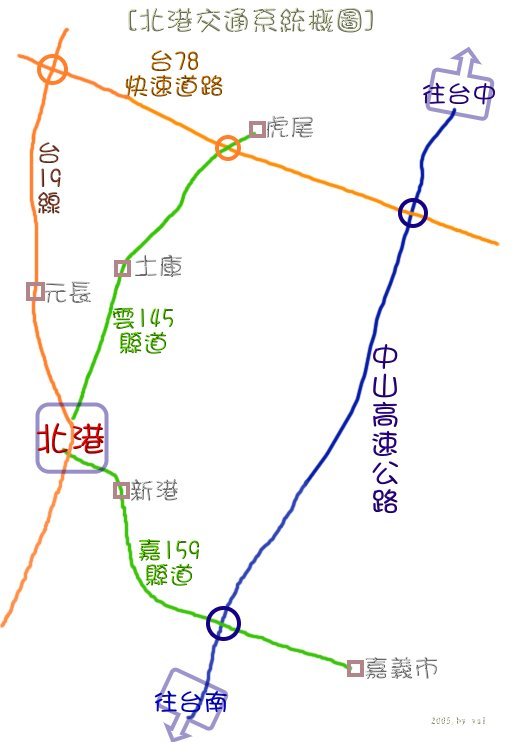 [北港交通系統概圖]
台78
快速道路
往台中
虎尾
台19線
土庫
元長
雲145
縣道
中山高速公路
北港
新港
嘉159
縣道
嘉義市
往台南
2005.by vai